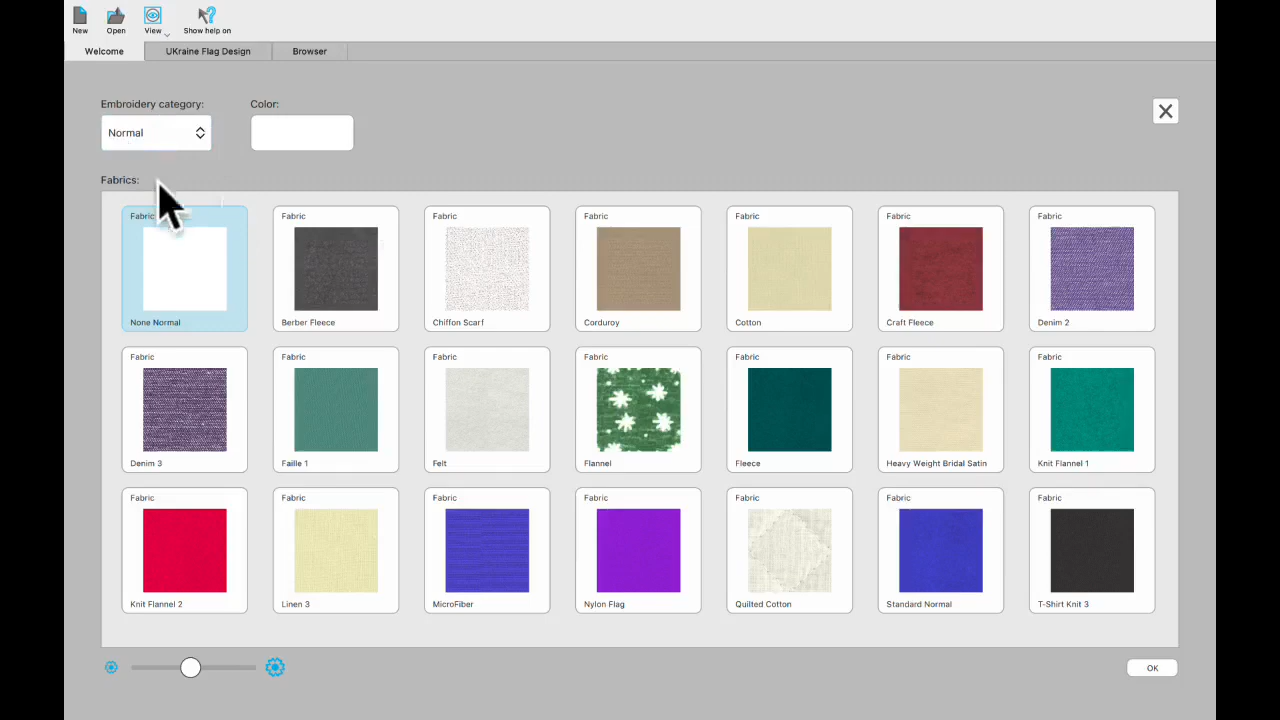 New Open View Show help on
Welcome UKraine Flag Design Browser
Embroidery category: Color:
Normal
Fabrics:
Fabric Fabric Fabric Fabric Fabric Fabric Fabric
None Normal Berber Fleece Chiffon Scarf Corduroy Cotton Craft Fleece Denim 2
Fabric Fabric Fabric Fabric Fabric Fabric Fabric
Denim 3 Faille 1 Felt Flannel Fleece Heavy Weight Bridal Satin Knit Flannel 1
Fabric Fabric Fabric Fabric Fabric Fabric Fabric
Knit Flannel 2 Linen 3 MicroFiber Nylon Flag Quilted Cotton Standard Normal T-Shirt Knit 3
OK